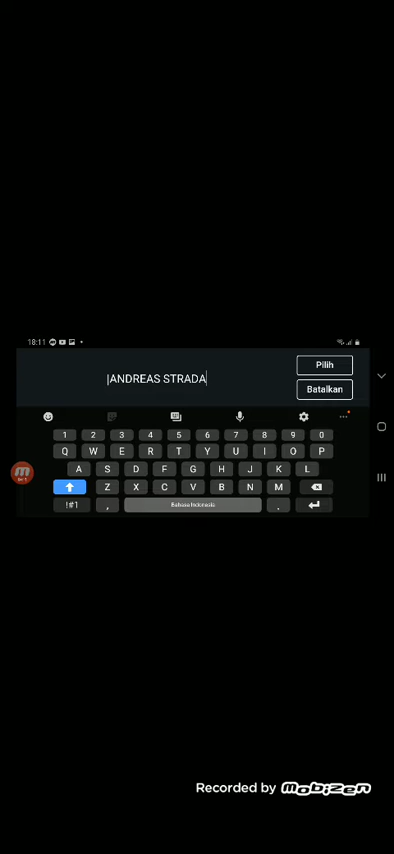 18:11
Pilih
ANDREAS STRADA
Batalkan
1 2 3 4 5 6 7 8 9 0
Q W E R T Y U I O P
A S D F G H J K L
Z X C V B N M
!#1 , Bahasa Indonesia .
Recorded by mobizen